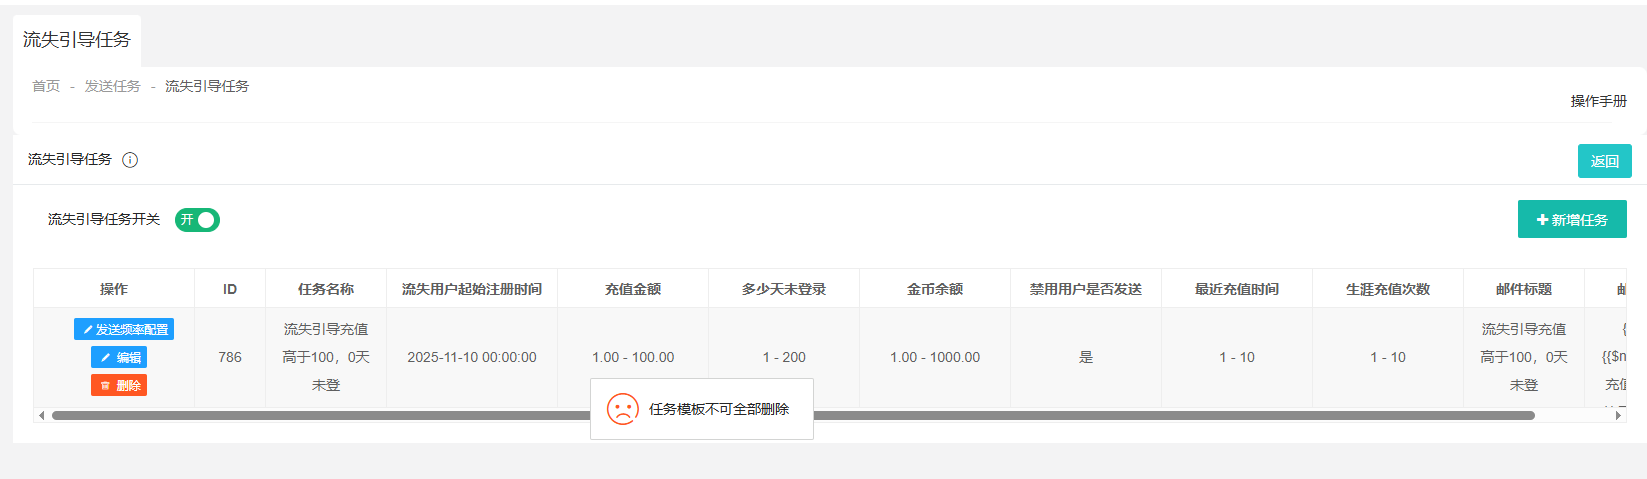 流失引导任务
首页 - 发送任务 - 流失引导任务
操作手册
流失引导任务
返回
流失引导任务开关 开
新增任务
操作 ID 任务名称 流失用户起始注册时间 充值金额 多少天未登录 金币余额 禁用用户是否发送 最近充值时间 生涯充值次数 邮件标题
发送频率配置
编辑
删除
786
流失引导充值
高于100，0天
未登
2025-11-10 00:00:00
1.00 - 100.00
1 - 200
1.00 - 1000.00
是
1 - 10
1 - 10
流失引导充值
高于100，0天
未登
{{$n
任务模板不可全部删除